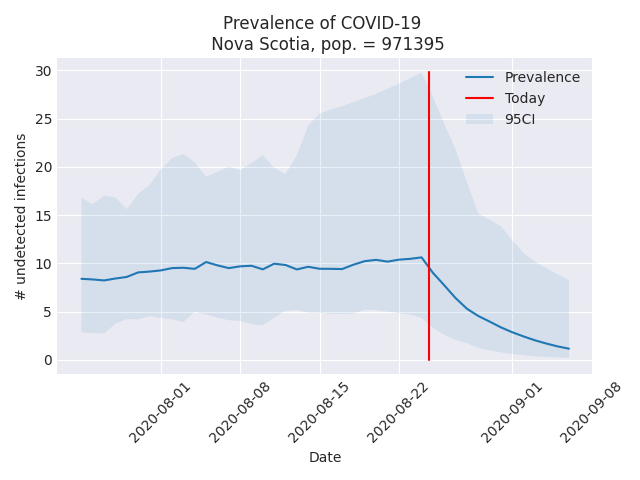 Prevalence of COVID-19
Nova Scotia, pop. = 971395
# undetected infections
30
25
20
15
10
5
0
Prevalence
Today
95CI
2020-08-01
2020-08-08
2020-08-15
2020-08-22
2020-09-01
2020-09-08
Date